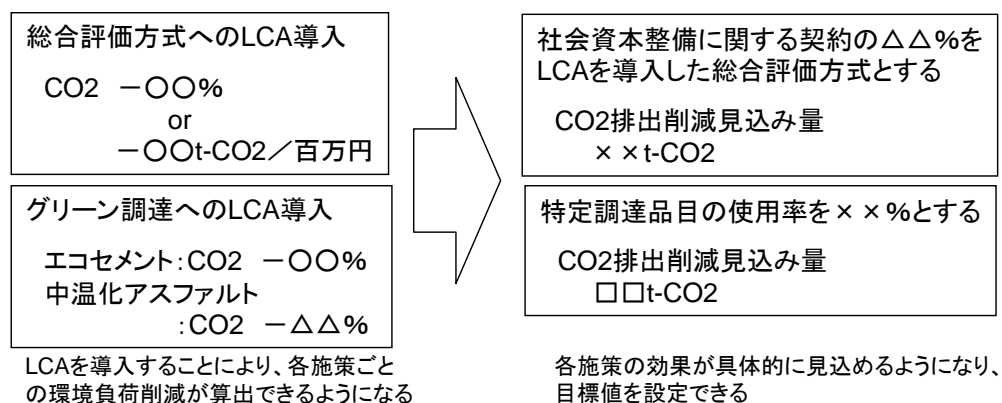 総合評価方式へのLCA導入
CO2 －〇〇%
or
－〇〇t-CO2／百万円
グリーン調達へのLCA導入
エコセメント：CO2 －〇〇%
中温化アスファルト
：CO2 －△△%
LCAを導入することにより、各施策ごと
の環境負荷削減が算出できるようになる
社会資本整備に関する契約の△△%を
LCAを導入した総合評価方式とする
CO2排出削減見込み量
××t-CO2
特定調達品目の使用率を××%とする
CO2排出削減見込み量
□□t-CO2
各施策の効果が具体的に見込めるようになり、
目標値を設定できる